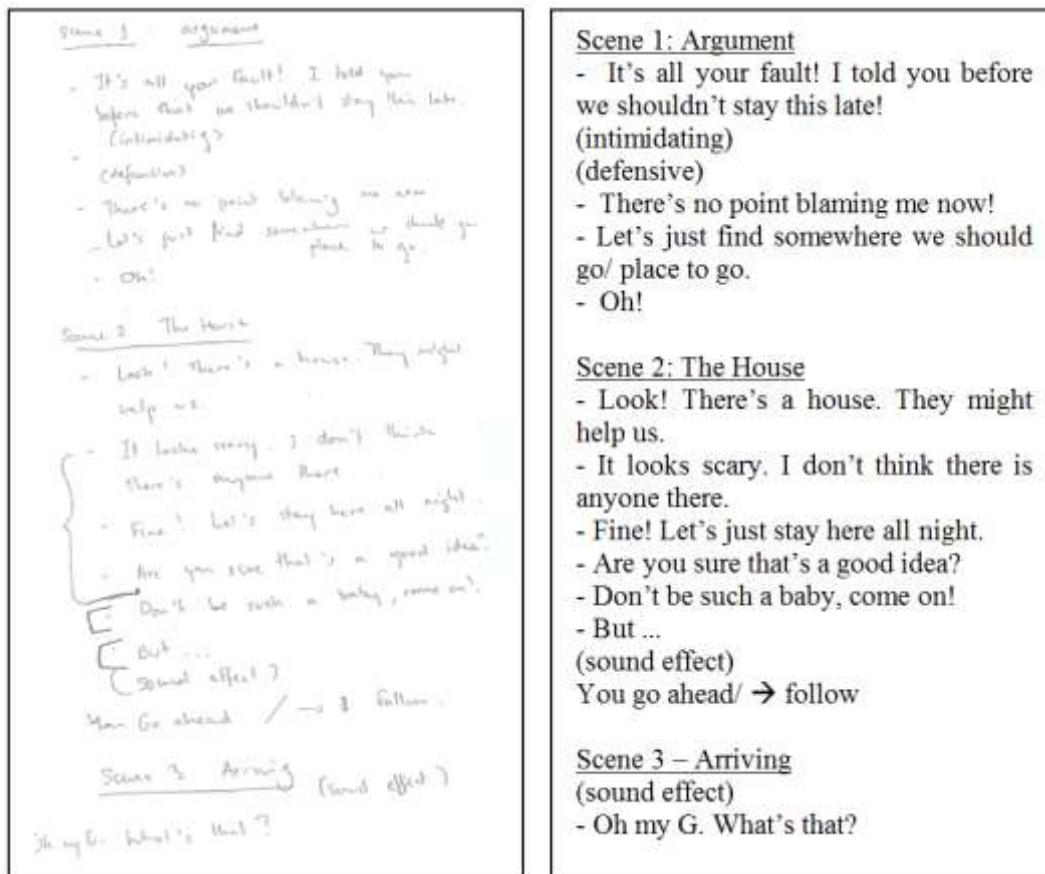 Scene 1 argument
- It's all your fault! I told you
before that we shouldn't stay this late.
(intimidating)
-
(defensive)
- There's no point blaming me now
- Let's just find somewhere we should go
place to go.
- Oh!
Scene 2 The House
- Look! There's a house. They might
help us.
- It looks scary. I don't think
there's anyone there.
- Fine! Let's stay here all night.
- Are you sure that's a good idea?
- Don't be such a baby, come on!
- But ...
(sound effect)
You Go ahead / → I follow.
Scene 3 Arriving (sound effect)
Oh my G. What's that?
Scene 1: Argument
- It's all your fault! I told you before
we shouldn't stay this late!
(intimidating)
(defensive)
- There's no point blaming me now!
- Let's just find somewhere we should
go/ place to go.
- Oh!
Scene 2: The House
- Look! There's a house. They might
help us.
- It looks scary. I don't think there is
anyone there.
- Fine! Let's just stay here all night.
- Are you sure that's a good idea?
- Don't be such a baby, come on!
- But ...
(sound effect)
You go ahead/ → follow
Scene 3 – Arriving
(sound effect)
- Oh my G. What's that?